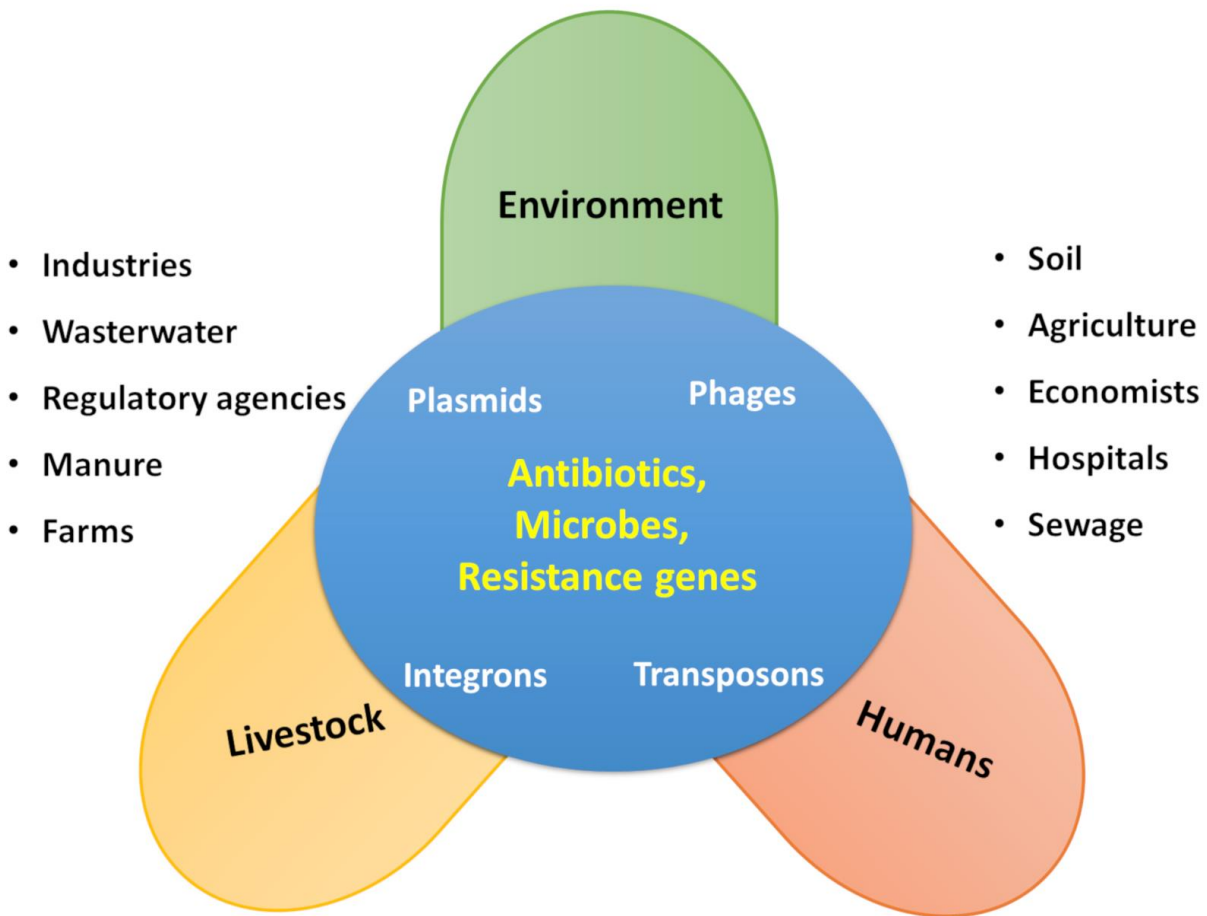 Environment
• Industries
• Wasterwater
• Regulatory agencies
• Manure
• Farms
• Soil
• Agriculture
• Economists
• Hospitals
• Sewage
Plasmids
Phages
Antibiotics,
Microbes,
Resistance genes
Integrons
Transposons
Livestock
Humans